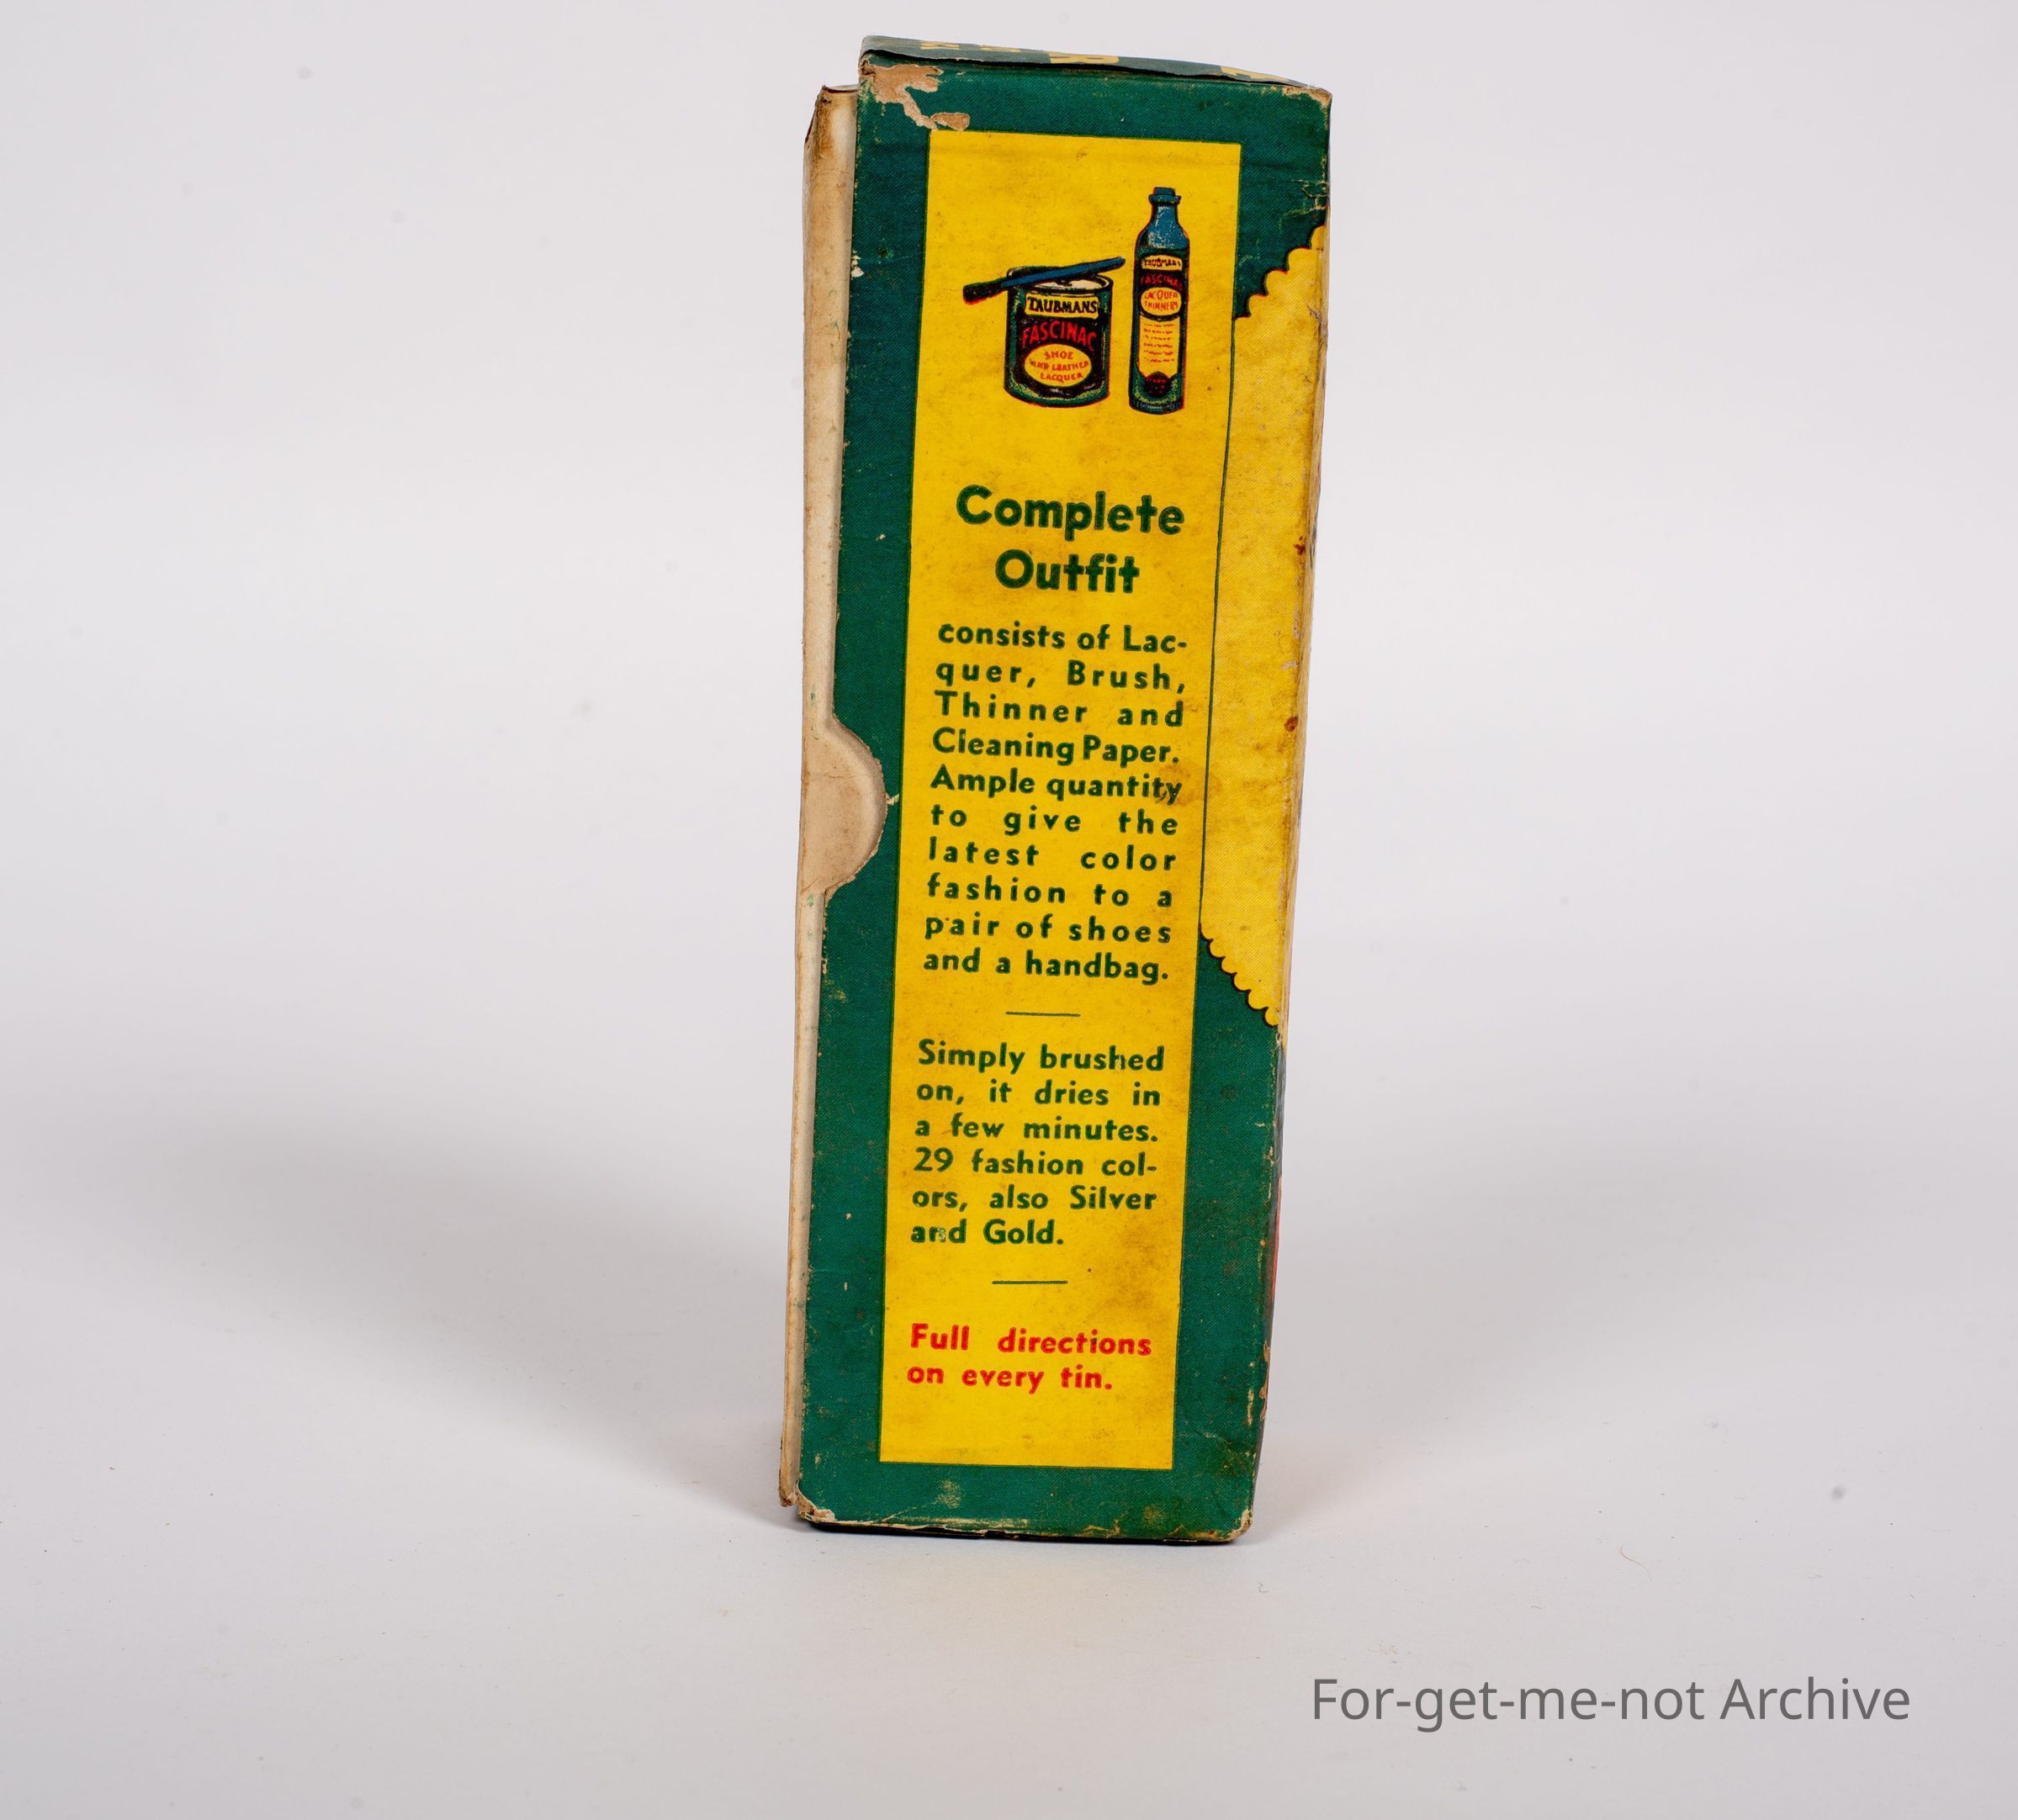 TAUBMANS
FASCINAC
SHOE
AND LEATHER
LACQUER
TAUBMANS
LACQUER
THINNERS
Complete
Outfit
consists of Lac-
quer, Brush,
Thinner and
Cleaning Paper.
Ample quantity
to give the
latest color
fashion to a
pair of shoes
and a handbag.
Simply brushed
on, it dries in
a few minutes.
29 fashion col-
ors, also Silver
and Gold.
Full directions
on every tin.
For-get-me-not Archive